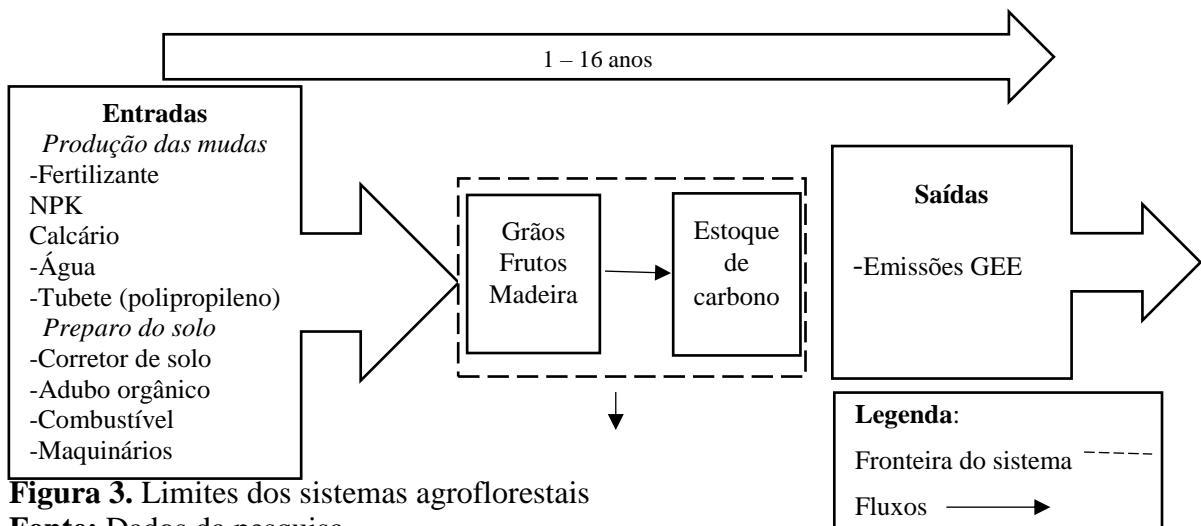 1 – 16 anos
Entradas
Produção das mudas
-Fertilizante
NPK
Calcário
-Água
-Tubete (polipropileno)
Preparo do solo
-Corretor de solo
-Adubo orgânico
-Combustível
-Maquinários
Grãos
Frutos
Madeira
Estoque
de
carbono
Saídas
-Emissões GEE
Legenda:
Fronteira do sistema
Fluxos
Figura 3. Limites dos sistemas agroflorestais
Fonte: Dados da pesquisa